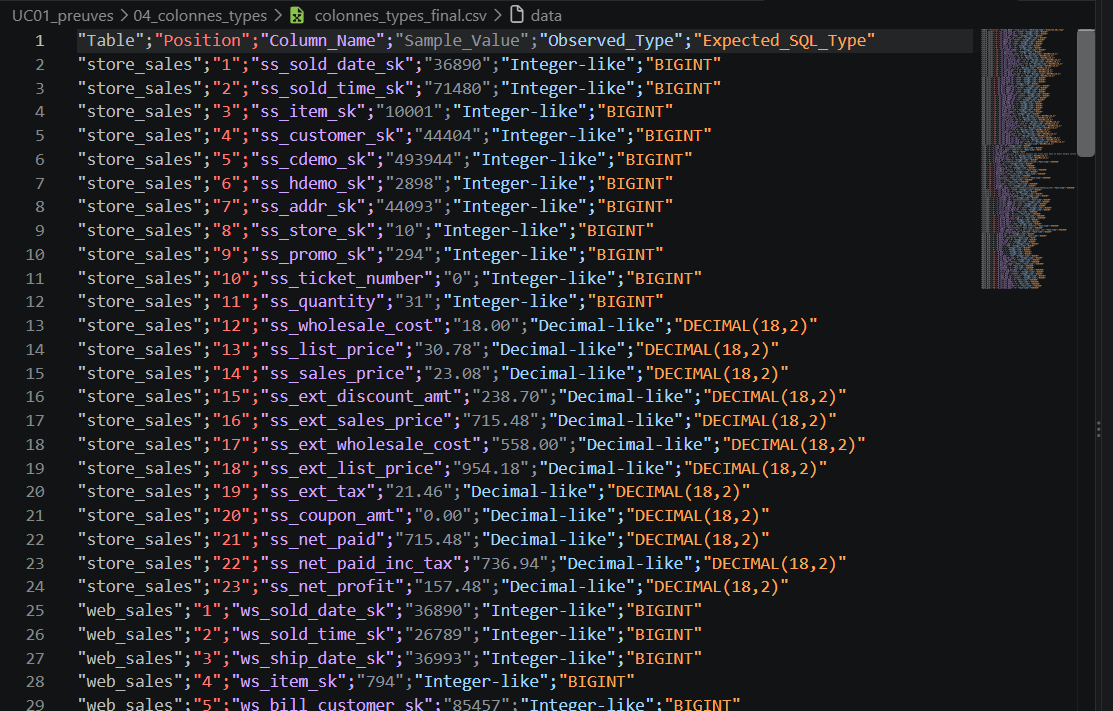 UC01_preuves > 04_colonnes_types > colonnes_types_final.csv > data
1 "Table";"Position";"Column_Name";"Sample_Value";"Observed_Type";"Expected_SQL_Type"
2 "store_sales";"1";"ss_sold_date_sk";"36890";"Integer-like";"BIGINT"
3 "store_sales";"2";"ss_sold_time_sk";"71480";"Integer-like";"BIGINT"
4 "store_sales";"3";"ss_item_sk";"10001";"Integer-like";"BIGINT"
5 "store_sales";"4";"ss_customer_sk";"44404";"Integer-like";"BIGINT"
6 "store_sales";"5";"ss_cdemo_sk";"493944";"Integer-like";"BIGINT"
7 "store_sales";"6";"ss_hdemo_sk";"2898";"Integer-like";"BIGINT"
8 "store_sales";"7";"ss_addr_sk";"44093";"Integer-like";"BIGINT"
9 "store_sales";"8";"ss_store_sk";"10";"Integer-like";"BIGINT"
10 "store_sales";"9";"ss_promo_sk";"294";"Integer-like";"BIGINT"
11 "store_sales";"10";"ss_ticket_number";"0";"Integer-like";"BIGINT"
12 "store_sales";"11";"ss_quantity";"31";"Integer-like";"BIGINT"
13 "store_sales";"12";"ss_wholesale_cost";"18.00";"Decimal-like";"DECIMAL(18,2)"
14 "store_sales";"13";"ss_list_price";"30.78";"Decimal-like";"DECIMAL(18,2)"
15 "store_sales";"14";"ss_sales_price";"23.08";"Decimal-like";"DECIMAL(18,2)"
16 "store_sales";"15";"ss_ext_discount_amt";"238.70";"Decimal-like";"DECIMAL(18,2)"
17 "store_sales";"16";"ss_ext_sales_price";"715.48";"Decimal-like";"DECIMAL(18,2)"
18 "store_sales";"17";"ss_ext_wholesale_cost";"558.00";"Decimal-like";"DECIMAL(18,2)"
19 "store_sales";"18";"ss_ext_list_price";"954.18";"Decimal-like";"DECIMAL(18,2)"
20 "store_sales";"19";"ss_ext_tax";"21.46";"Decimal-like";"DECIMAL(18,2)"
21 "store_sales";"20";"ss_coupon_amt";"0.00";"Decimal-like";"DECIMAL(18,2)"
22 "store_sales";"21";"ss_net_paid";"715.48";"Decimal-like";"DECIMAL(18,2)"
23 "store_sales";"22";"ss_net_paid_inc_tax";"736.94";"Decimal-like";"DECIMAL(18,2)"
24 "store_sales";"23";"ss_net_profit";"157.48";"Decimal-like";"DECIMAL(18,2)"
25 "web_sales";"1";"ws_sold_date_sk";"36890";"Integer-like";"BIGINT"
26 "web_sales";"2";"ws_sold_time_sk";"26789";"Integer-like";"BIGINT"
27 "web_sales";"3";"ws_ship_date_sk";"36993";"Integer-like";"BIGINT"
28 "web_sales";"4";"ws_item_sk";"794";"Integer-like";"BIGINT"
29 "web_sales";"5";"ws_bill_customer_sk";"85457";"Integer-like";"BIGINT"